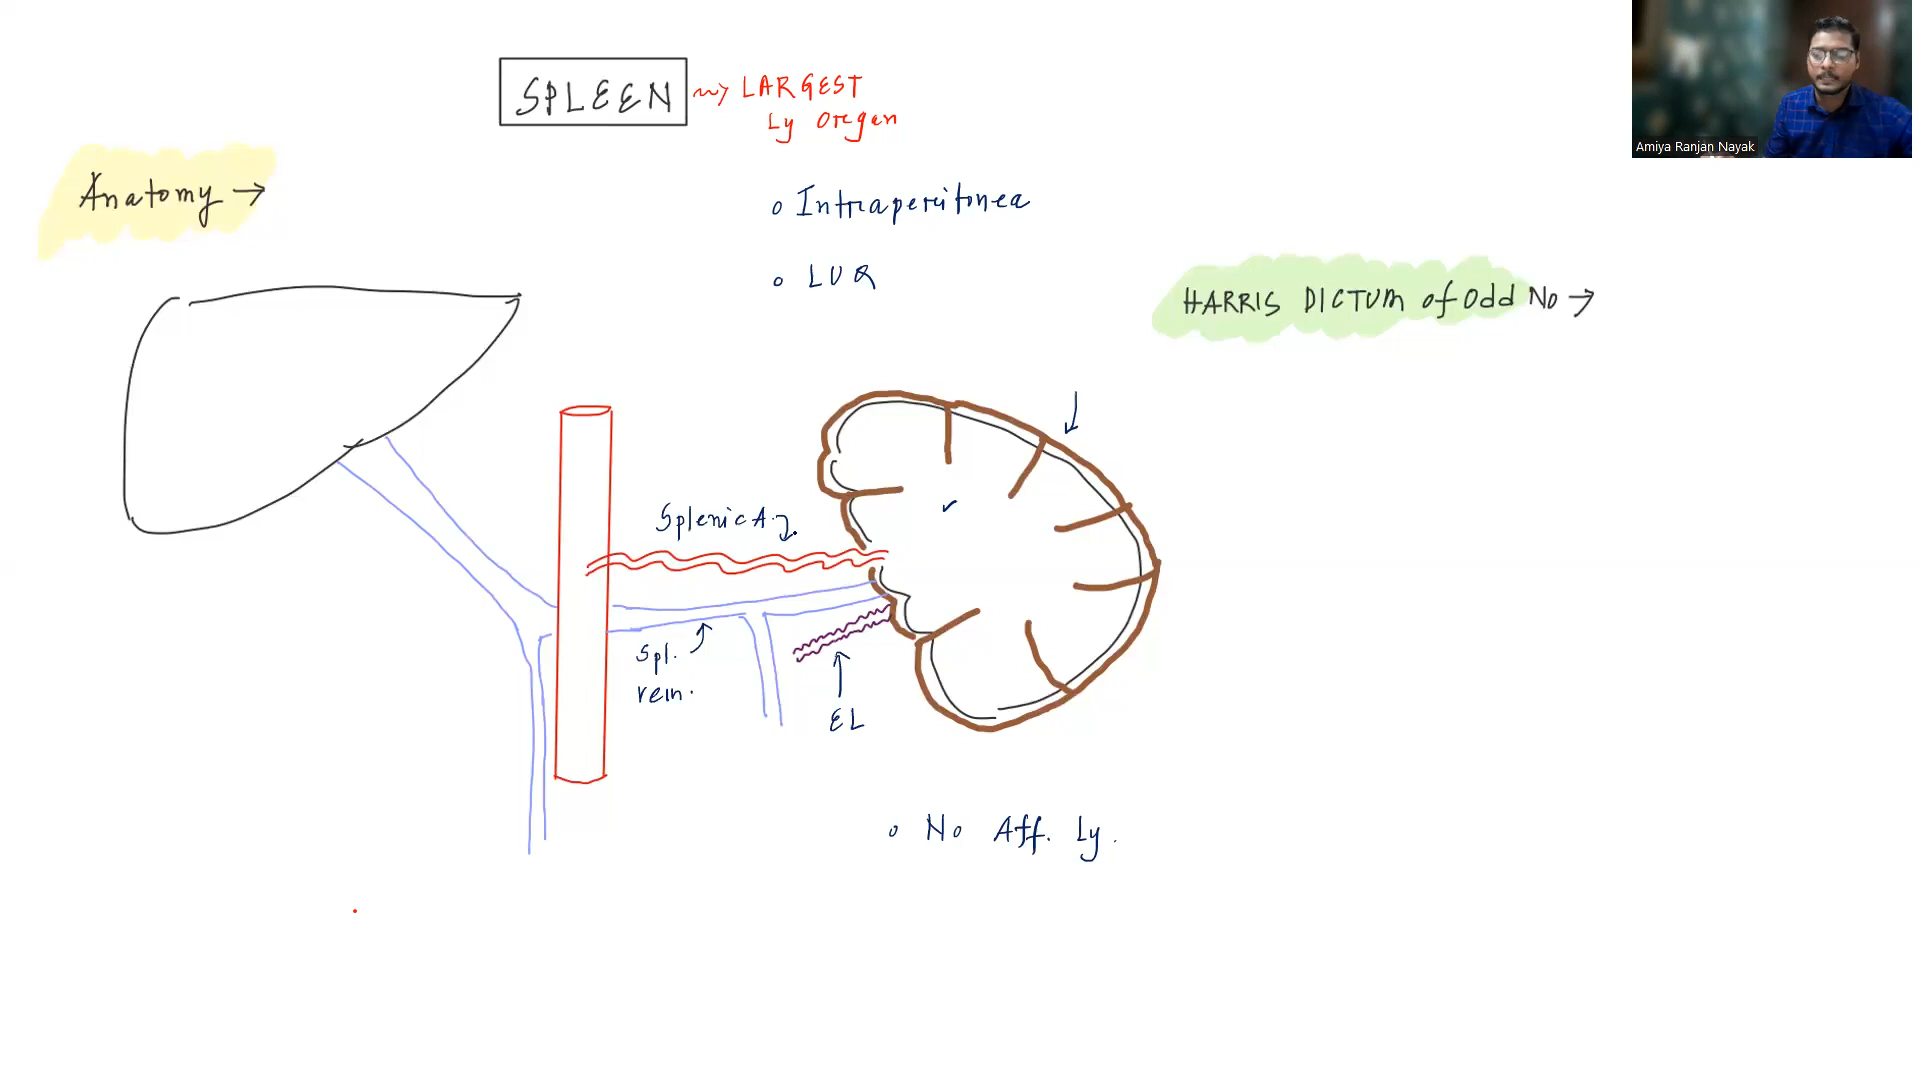 SPLEEN ~> LARGEST
Ly Organ
Amiya Ranjan Nayak
Anatomy →
o Intraperitonea
o LUQ
HARRIS DICTUM of Odd No →
Splenic A.
Spl.
vein.
EL
o No Aff. Ly.